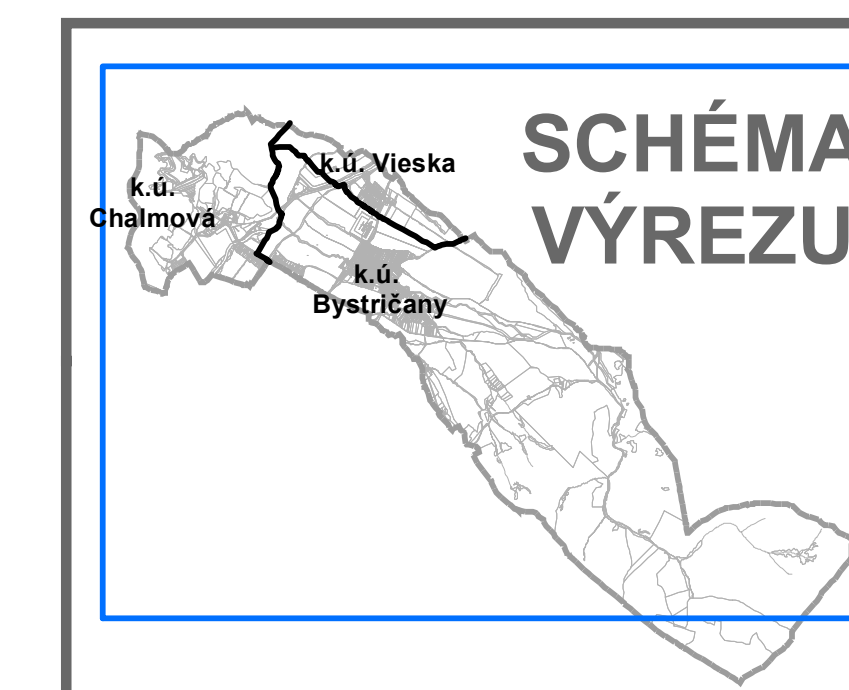 SCHÉMA
VÝREZU
k.ú. Vieska
k.ú.
Chalmová
k.ú.
Bystričany